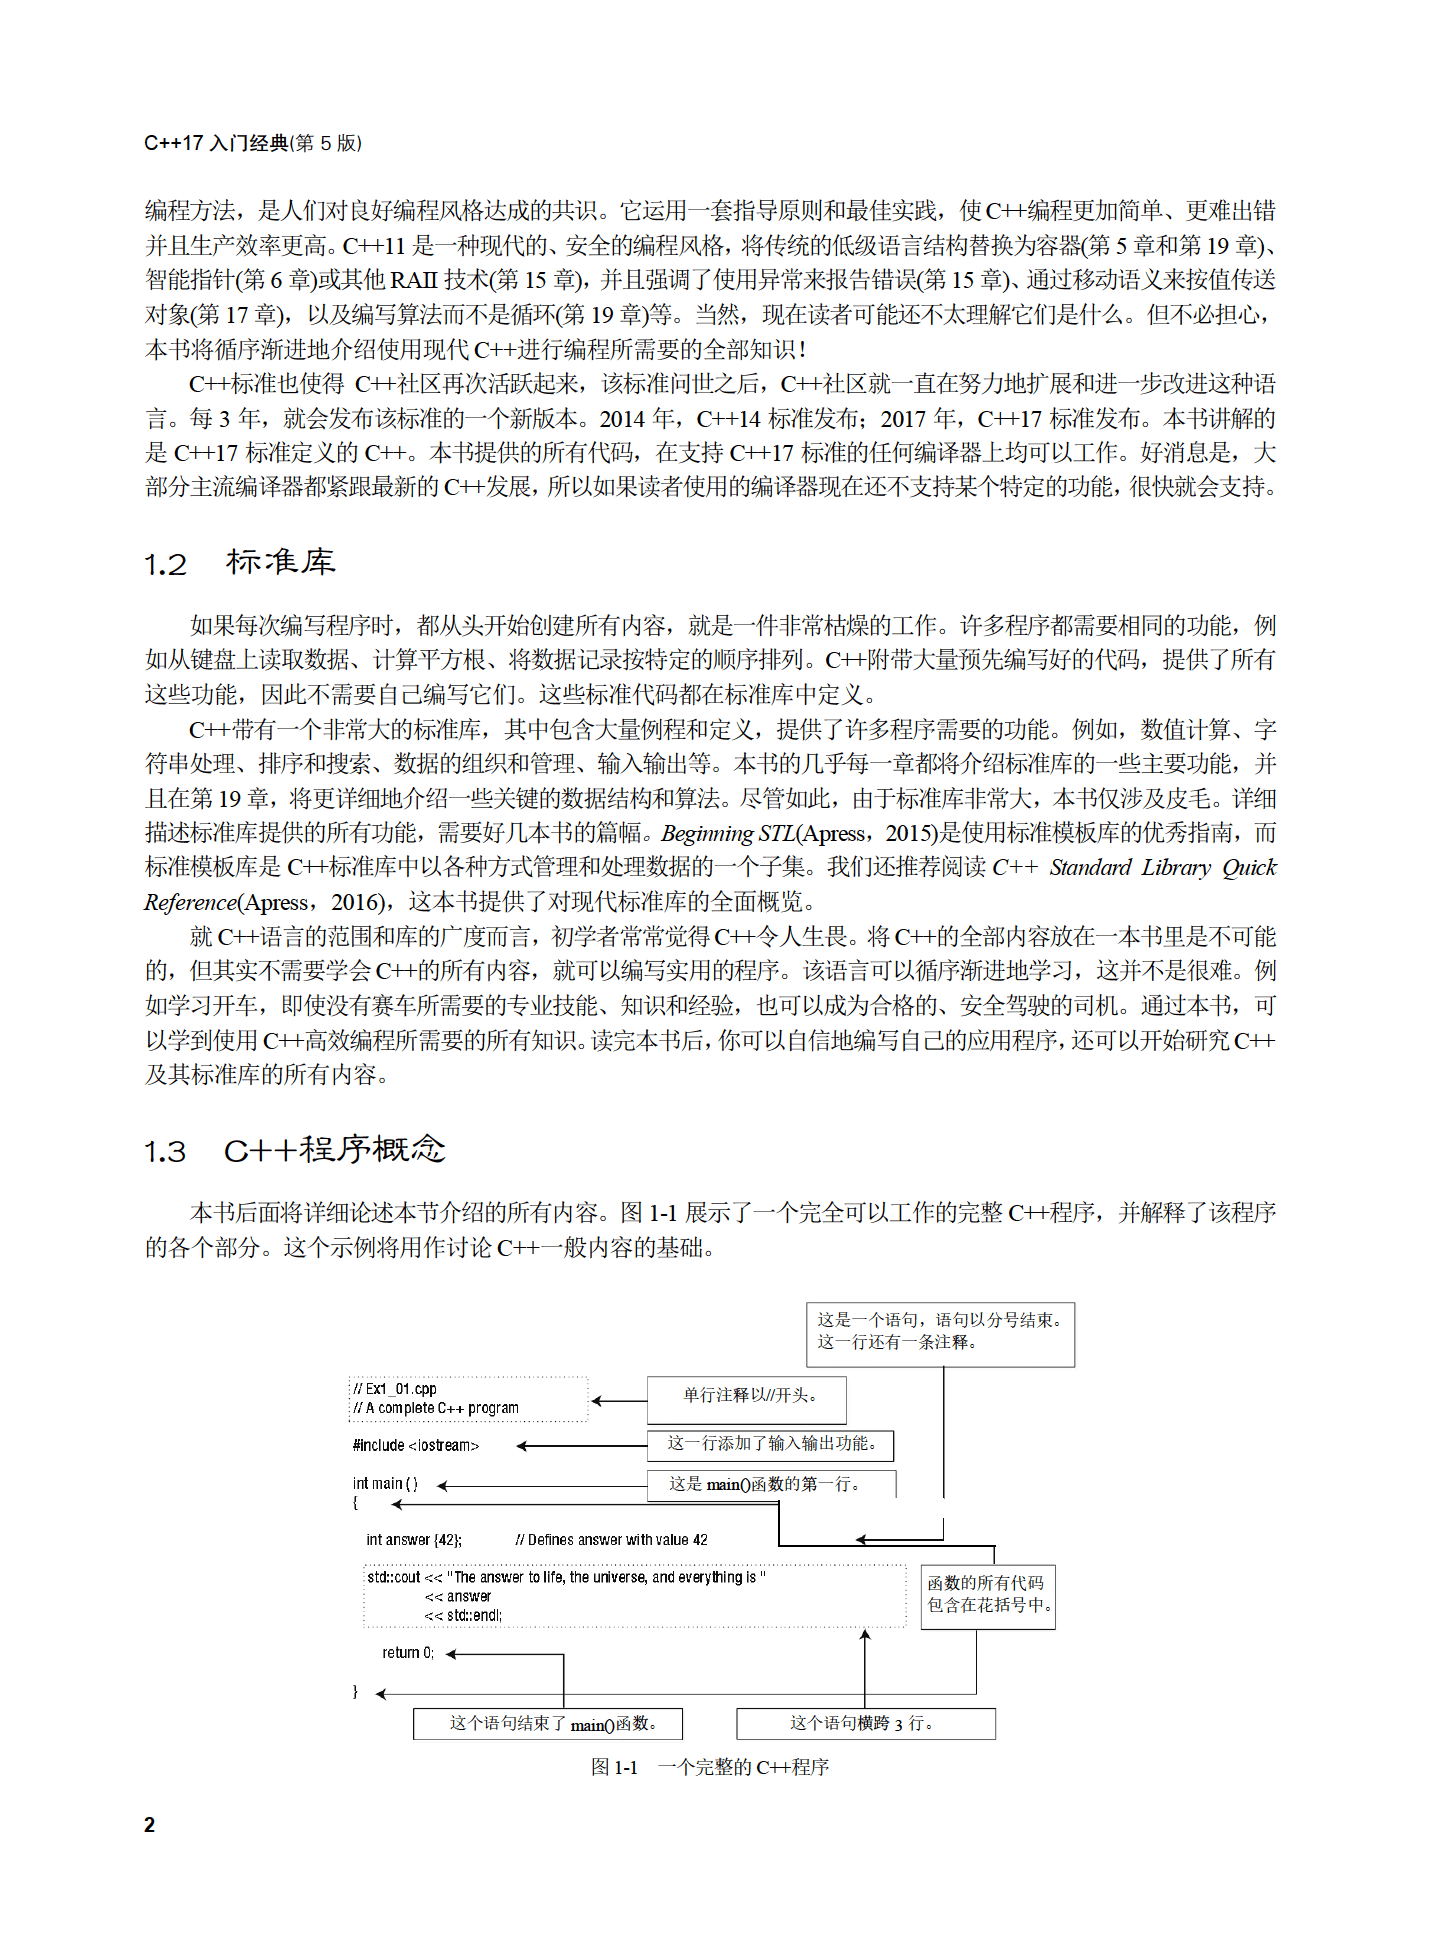 C++17 入门经典(第 5 版)
编程方法，是人们对良好编程风格达成的共识。它运用一套指导原则和最佳实践，使 C++编程更加简单、更难出错
并且生产效率更高。C++11 是一种现代的、安全的编程风格，将传统的低级语言结构替换为容器(第 5 章和第 19 章)、
智能指针(第 6 章)或其他 RAII 技术(第 15 章)，并且强调了使用异常来报告错误(第 15 章)、通过移动语义来按值传送
对象(第 17 章)，以及编写算法而不是循环(第 19 章)等。当然，现在读者可能还不太理解它们是什么。但不必担心，
本书将循序渐进地介绍使用现代 C++进行编程所需要的全部知识！
C++标准也使得 C++社区再次活跃起来，该标准问世之后，C++社区就一直在努力地扩展和进一步改进这种语
言。每 3 年，就会发布该标准的一个新版本。2014 年，C++14 标准发布；2017 年，C++17 标准发布。本书讲解的
是 C++17 标准定义的 C++。本书提供的所有代码，在支持 C++17 标准的任何编译器上均可以工作。好消息是，大
部分主流编译器都紧跟最新的 C++发展，所以如果读者使用的编译器现在还不支持某个特定的功能，很快就会支持。
1.2 标准库
如果每次编写程序时，都从头开始创建所有内容，就是一件非常枯燥的工作。许多程序都需要相同的功能，例
如从键盘上读取数据、计算平方根、将数据记录按特定的顺序排列。C++附带大量预先编写好的代码，提供了所有
这些功能，因此不需要自己编写它们。这些标准代码都在标准库中定义。
C++带有一个非常大的标准库，其中包含大量例程和定义，提供了许多程序需要的功能。例如，数值计算、字
符串处理、排序和搜索、数据的组织和管理、输入输出等。本书的几乎每一章都将介绍标准库的一些主要功能，并
且在第 19 章，将更详细地介绍一些关键的数据结构和算法。尽管如此，由于标准库非常大，本书仅涉及皮毛。详细
描述标准库提供的所有功能，需要好几本书的篇幅。Beginning STL(Apress，2015)是使用标准模板库的优秀指南，而
标准模板库是 C++标准库中以各种方式管理和处理数据的一个子集。我们还推荐阅读 C++ Standard Library Quick
Reference(Apress，2016)，这本书提供了对现代标准库的全面概览。
就 C++语言的范围和库的广度而言，初学者常常觉得 C++令人生畏。将 C++的全部内容放在一本书里是不可能
的，但其实不需要学会 C++的所有内容，就可以编写实用的程序。该语言可以循序渐进地学习，这并不是很难。例
如学习开车，即使没有赛车所需要的专业技能、知识和经验，也可以成为合格的、安全驾驶的司机。通过本书，可
以学到使用 C++高效编程所需要的所有知识。读完本书后，你可以自信地编写自己的应用程序，还可以开始研究 C++
及其标准库的所有内容。
1.3 C++程序概念
本书后面将详细论述本节介绍的所有内容。图 1-1 展示了一个完全可以工作的完整 C++程序，并解释了该程序
的各个部分。这个示例将用作讨论 C++一般内容的基础。
这是一个语句，语句以分号结束。
这一行还有一条注释。
// Ex1_01.cpp
// A complete C++ program
单行注释以//开头。
#include <iostream>
这一行添加了输入输出功能。
int main ( )
这是 main()函数的第一行。
{
int answer {42}; // Defines answer with value 42
std::cout << "The answer to life, the universe, and everything is "
<< answer
<< std::endl;
函数的所有代码
包含在花括号中。
return 0;
}
这个语句结束了 main()函数。
这个语句横跨 3 行。
图 1-1 一个完整的 C++程序
2